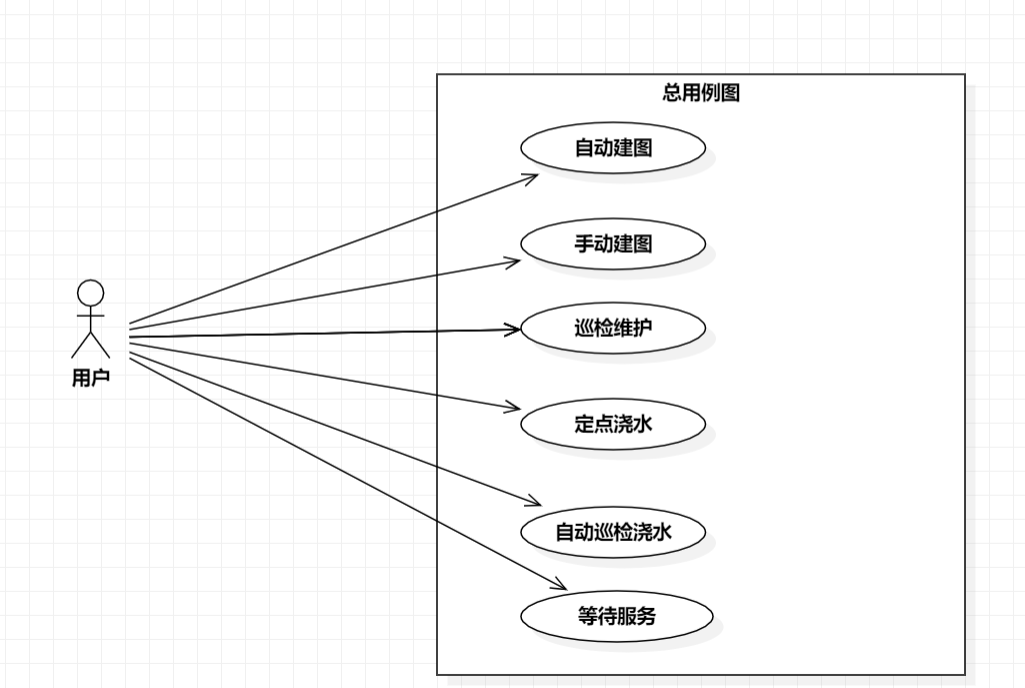 总用例图
自动建图
手动建图
巡检维护
用户
定点浇水
自动巡检浇水
等待服务